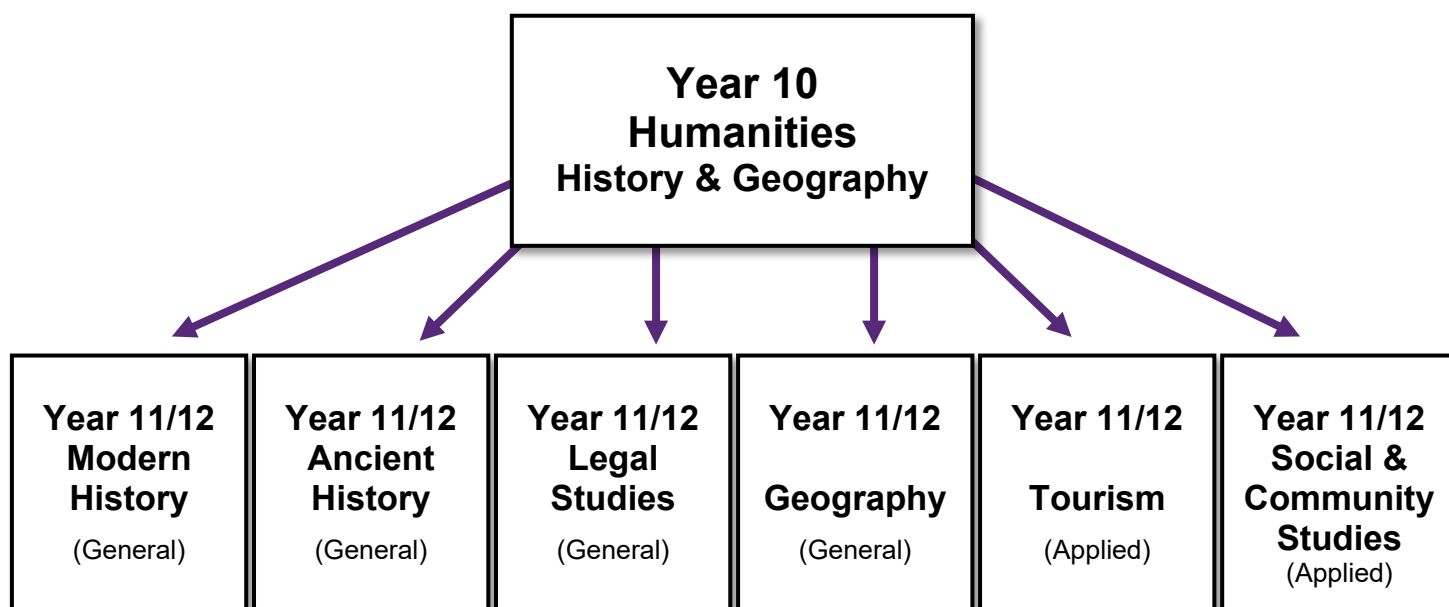 Year 10
Humanities
History & Geography
Year 11/12
Modern
History
(General)
Year 11/12
Ancient
History
(General)
Year 11/12
Legal
Studies
(General)
Year 11/12
Geography
(General)
Year 11/12
Tourism
(Applied)
Year 11/12
Social &
Community
Studies
(Applied)